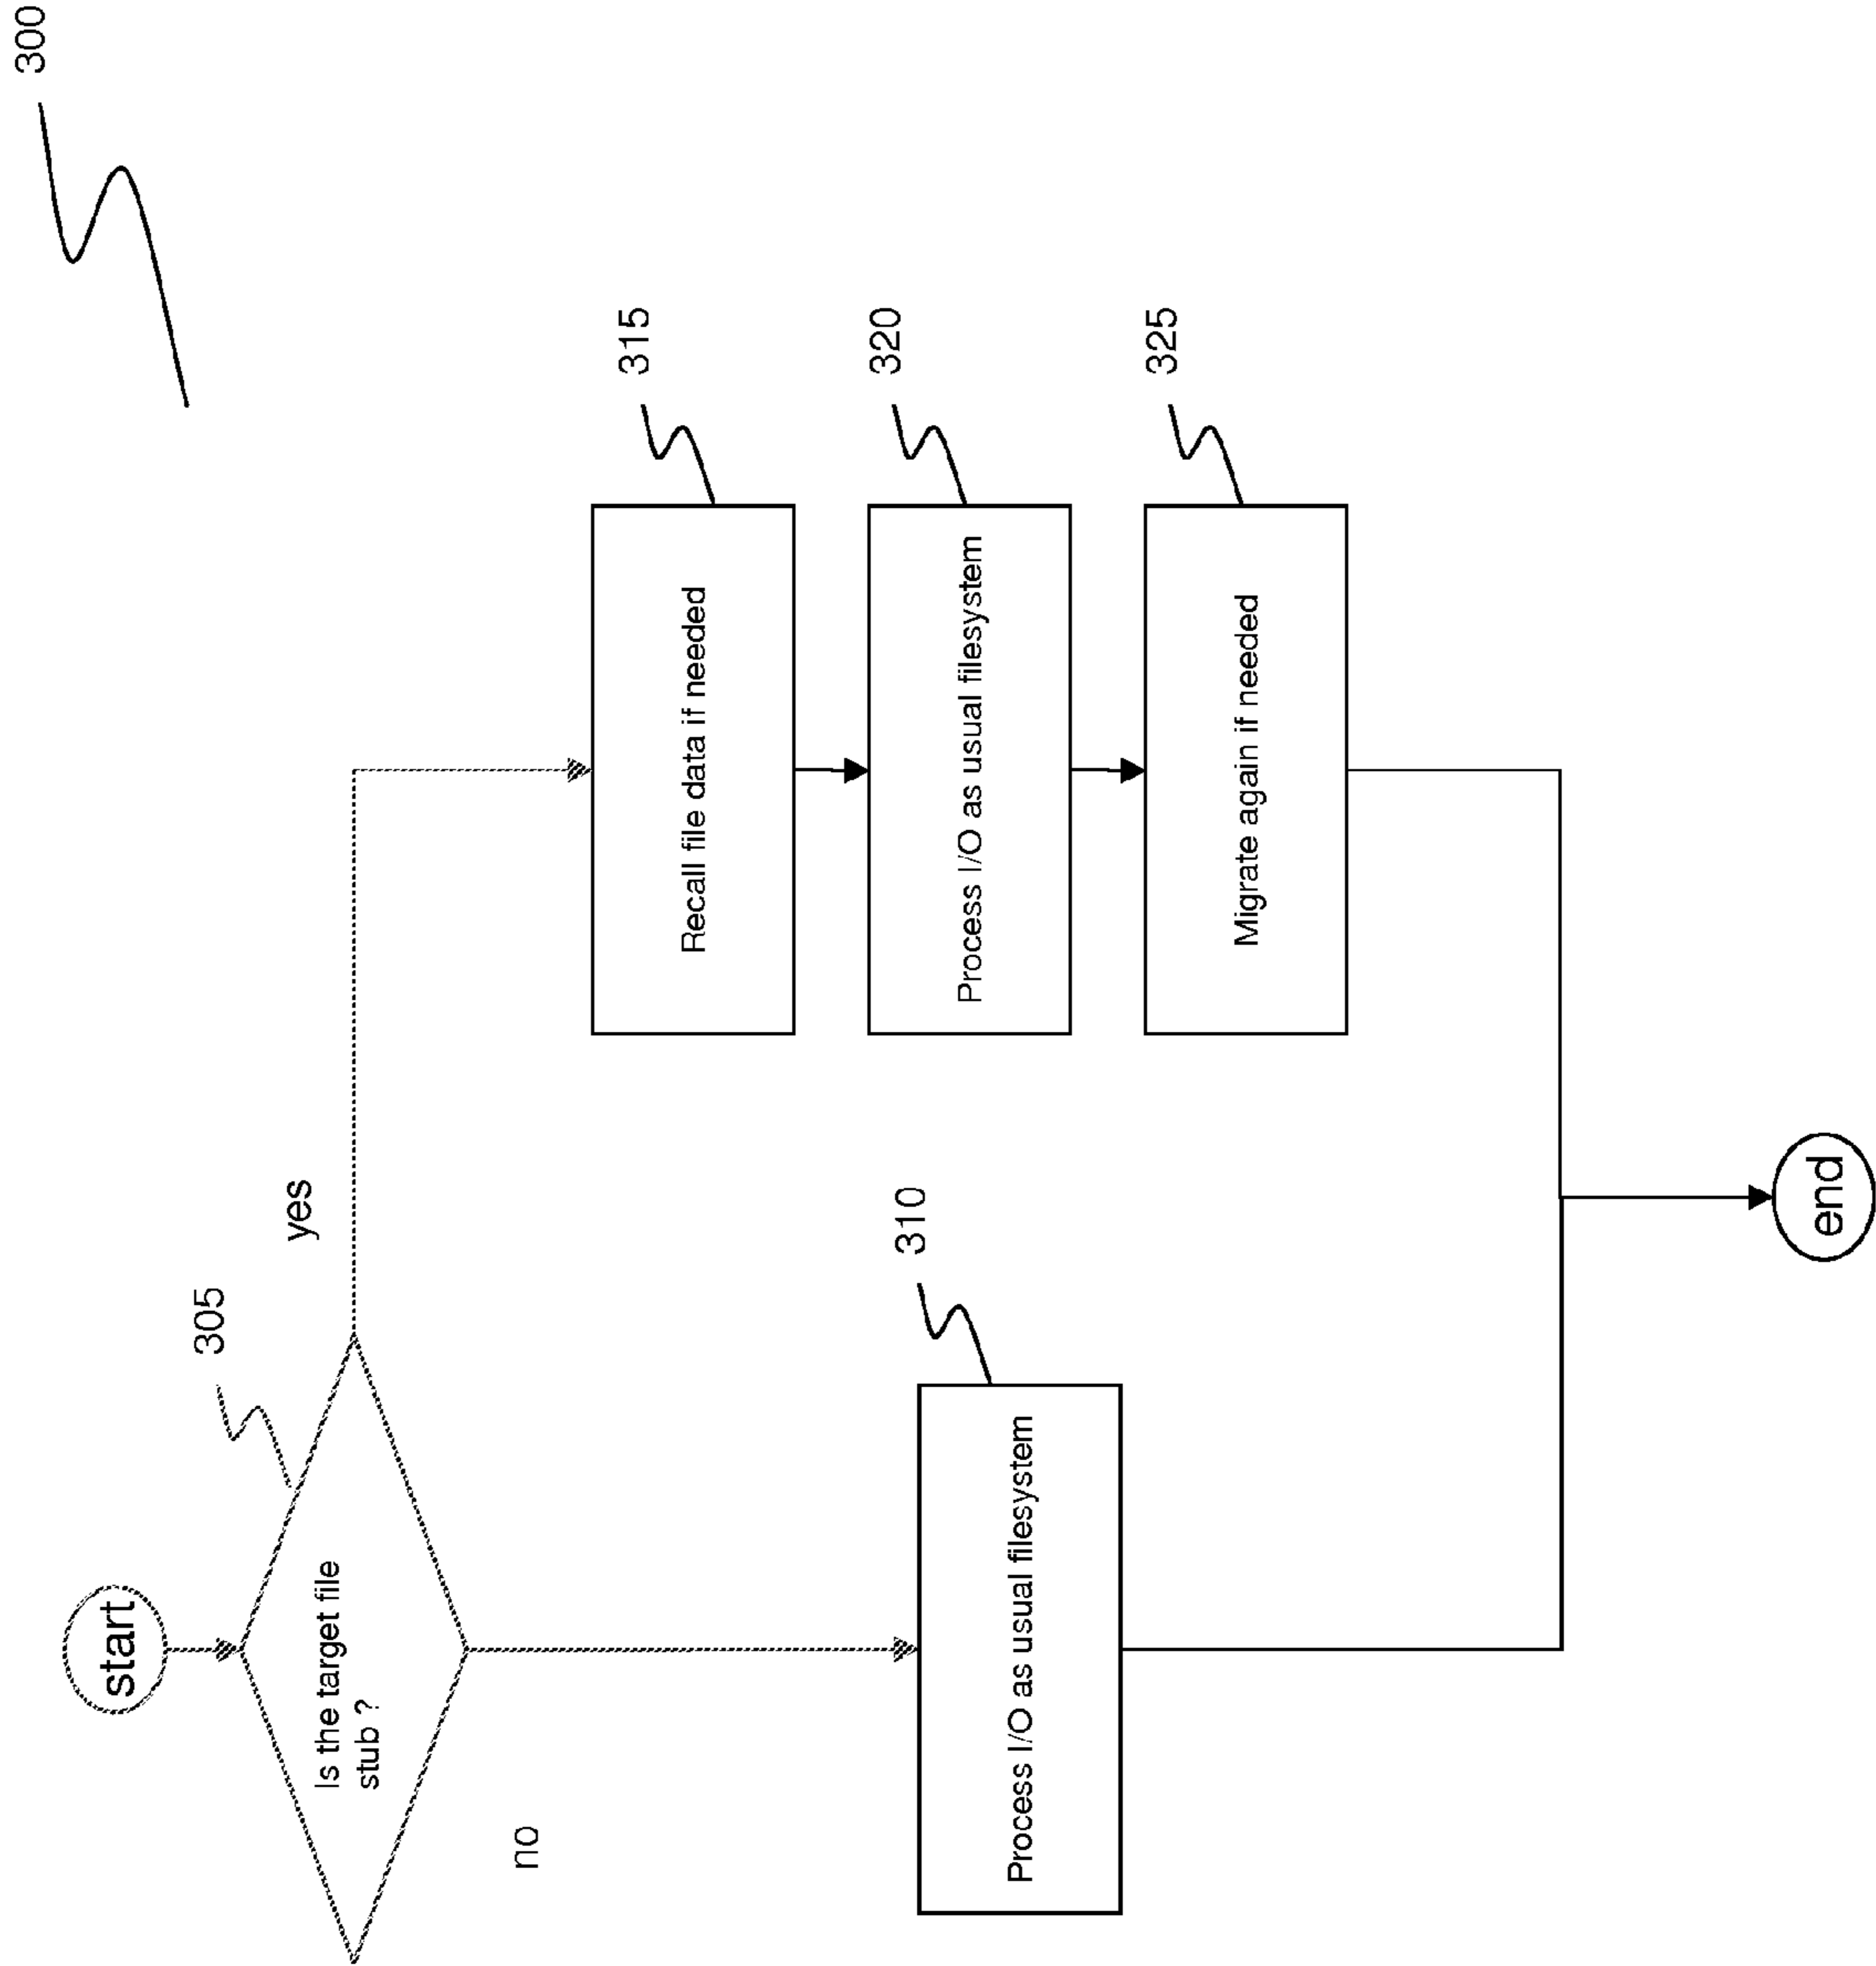 300
start
305
Is the target file
stub ?
yes
no
315
Recall file data if needed
310
Process I/O as usual filesystem
320
Process I/O as usual filesystem
325
Migrate again if needed
end